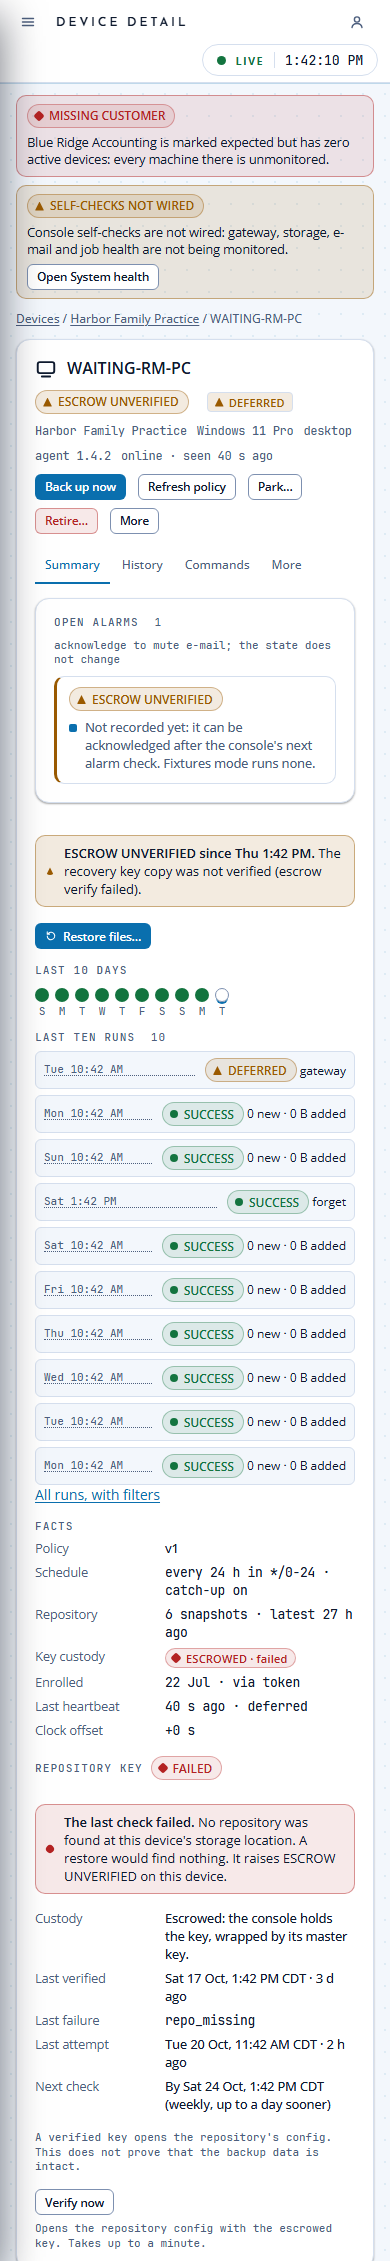 DEVICE DETAIL
LIVE 1:42:10 PM
MISSING CUSTOMER
Blue Ridge Accounting is marked expected but has zero
active devices: every machine there is unmonitored.
SELF-CHECKS NOT WIRED
Console self-checks are not wired: gateway, storage, e-
mail and job health are not being monitored.
Open System health
Devices / Harbor Family Practice / WAITING-RM-PC
WAITING-RM-PC
ESCROW UNVERIFIED DEFERRED
Harbor Family Practice Windows 11 Pro desktop
agent 1.4.2 online · seen 40 s ago
Back up now Refresh policy Park…
Retire… More
Summary History Commands More
OPEN ALARMS 1
acknowledge to mute e-mail; the state does
not change
ESCROW UNVERIFIED
Not recorded yet: it can be
acknowledged after the console's next
alarm check. Fixtures mode runs none.
ESCROW UNVERIFIED since Thu 1:42 PM. The
recovery key copy was not verified (escrow
verify failed).
Restore files…
LAST 10 DAYS
S M T W T F S S M T
LAST TEN RUNS 10
Tue 10:42 AM DEFERRED gateway
Mon 10:42 AM SUCCESS 0 new · 0 B added
Sun 10:42 AM SUCCESS 0 new · 0 B added
Sat 1:42 PM SUCCESS forget
Sat 10:42 AM SUCCESS 0 new · 0 B added
Fri 10:42 AM SUCCESS 0 new · 0 B added
Thu 10:42 AM SUCCESS 0 new · 0 B added
Wed 10:42 AM SUCCESS 0 new · 0 B added
Tue 10:42 AM SUCCESS 0 new · 0 B added
Mon 10:42 AM SUCCESS 0 new · 0 B added
All runs, with filters
FACTS
Policy v1
Schedule every 24 h in */0-24 ·
catch-up on
Repository 6 snapshots · latest 27 h
ago
Key custody ESCROWED · failed
Enrolled 22 Jul · via token
Last heartbeat 40 s ago · deferred
Clock offset +0 s
REPOSITORY KEY FAILED
The last check failed. No repository was
found at this device's storage location. A
restore would find nothing. It raises ESCROW
UNVERIFIED on this device.
Custody Escrowed: the console holds
the key, wrapped by its master
key.
Last verified Sat 17 Oct, 1:42 PM CDT · 3 d
ago
Last failure repo_missing
Last attempt Tue 20 Oct, 11:42 AM CDT · 2 h
ago
Next check By Sat 24 Oct, 1:42 PM CDT
(weekly, up to a day sooner)
A verified key opens the repository's config.
This does not prove that the backup data is
intact.
Verify now
Opens the repository config with the escrowed
key. Takes up to a minute.